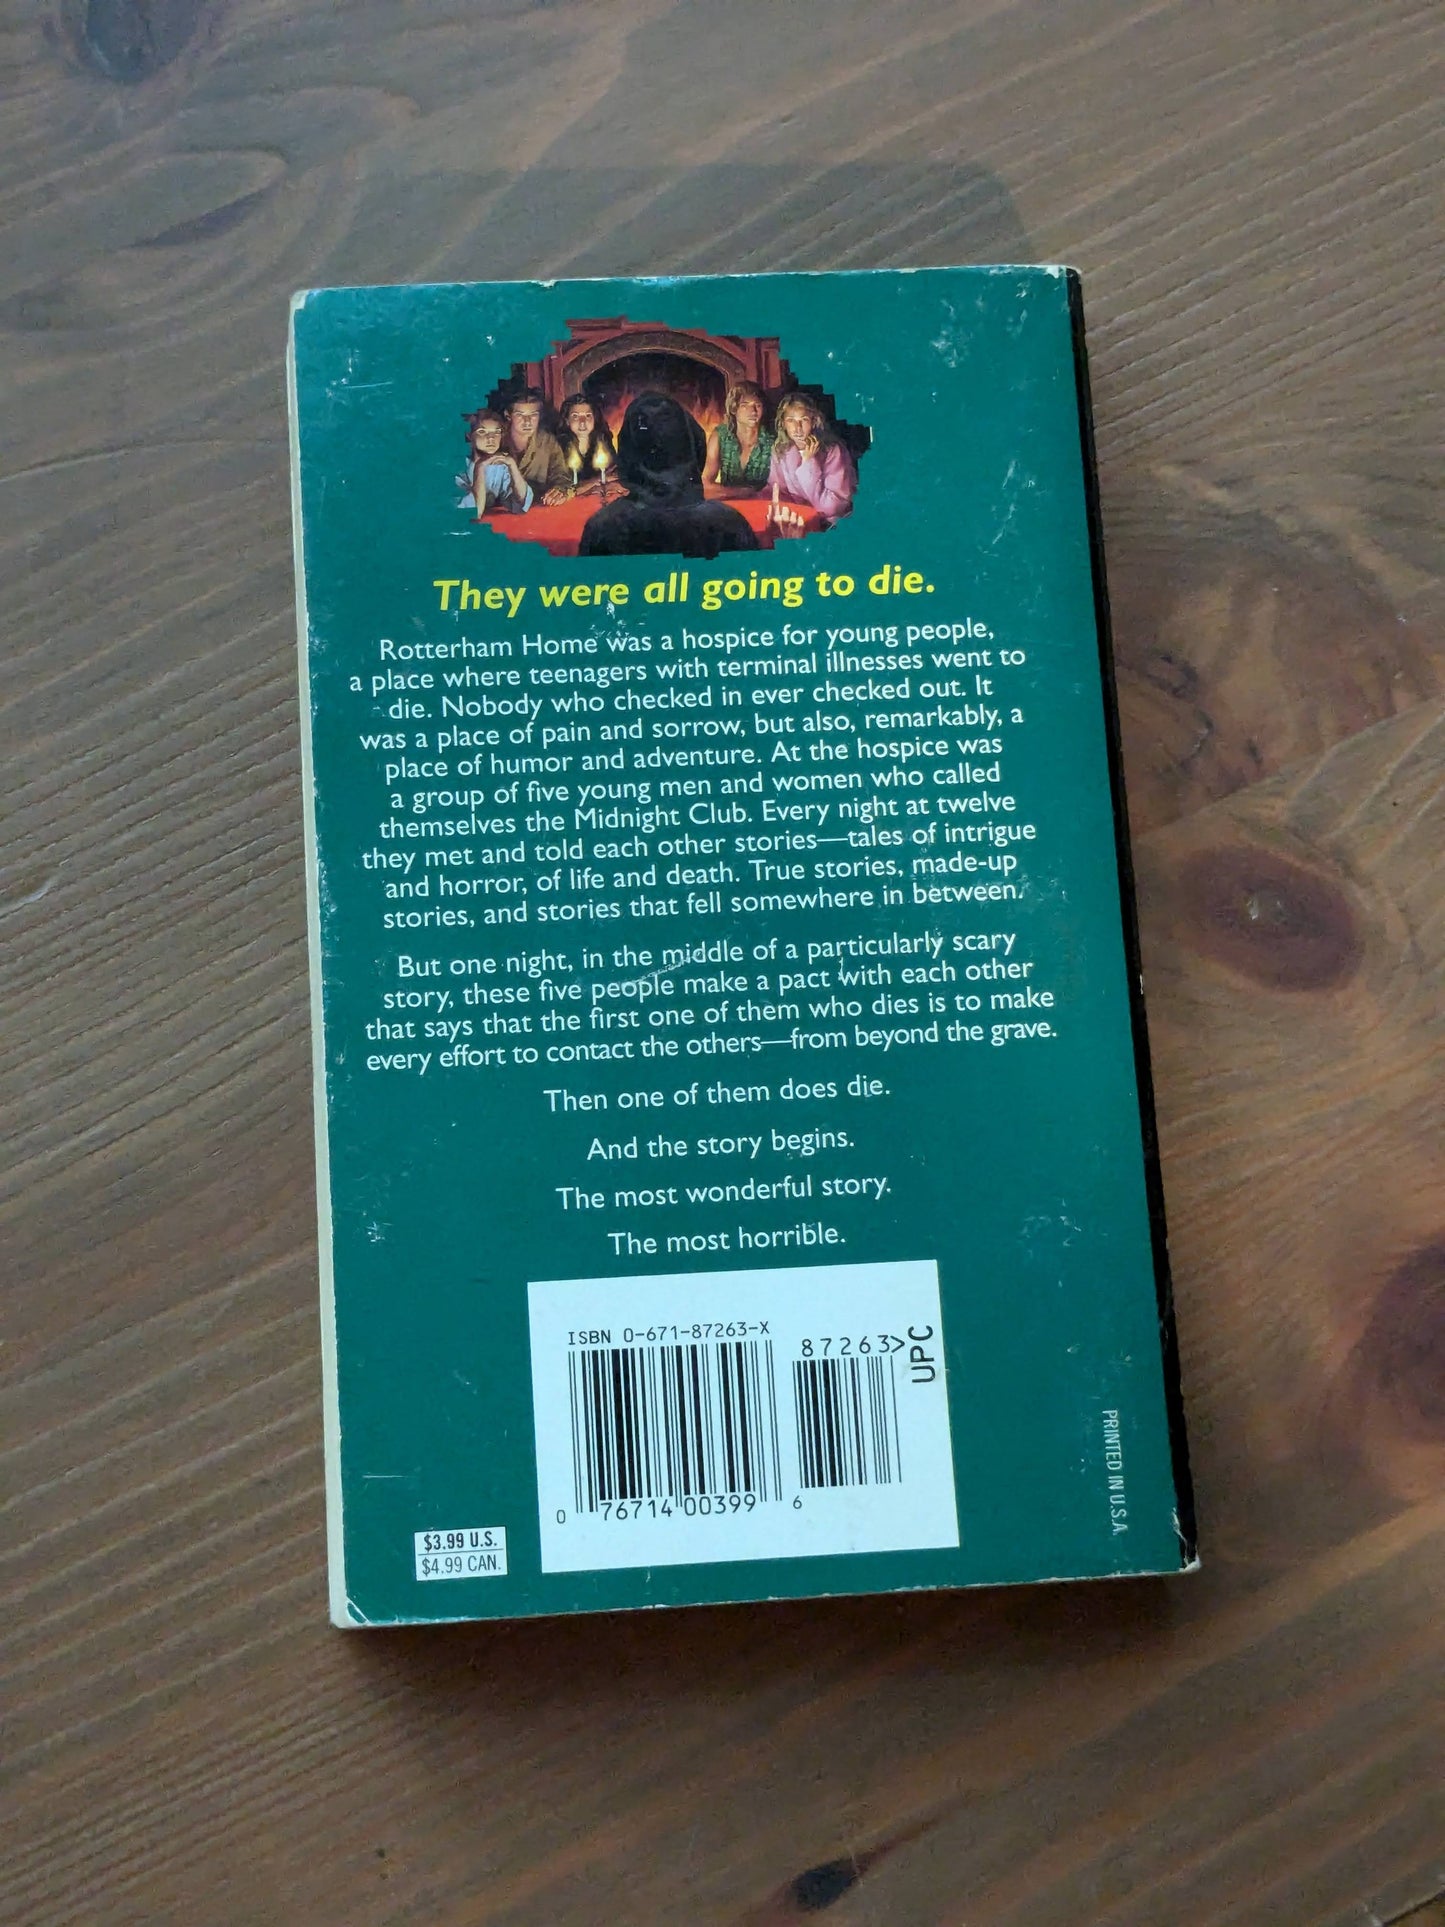 They were all going to die.
Rotterham Home was a hospice for young people,
a place where teenagers with terminal illnesses went to
die. Nobody who checked in ever checked out. It
was a place of pain and sorrow, but also, remarkably, a
place of humor and adventure. At the hospice was
a group of five young men and women who called
themselves the Midnight Club. Every night at twelve
they met and told each other stories—tales of intrigue
and horror, of life and death. True stories, made-up
stories, and stories that fell somewhere in between.
But one night, in the middle of a particularly scary
story, these five people make a pact with each other
that says that the first one of them who dies is to make
every effort to contact the others—from beyond the grave.
Then one of them does die.
And the story begins.
The most wonderful story.
The most horrible.
ISBN 0-671-87263-X
87263>
UPC
0 76714 00399 6
$3.99 U.S.
$4.99 CAN.
PRINTED IN U.S.A.